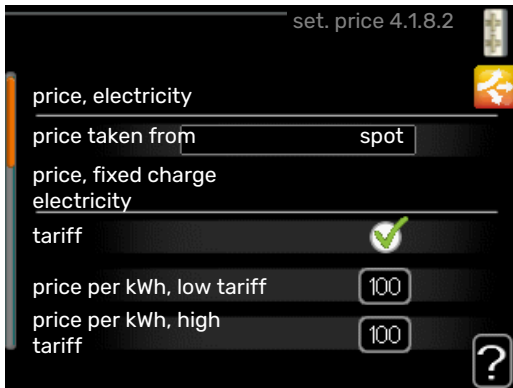 set. price 4.1.8.2
price, electricity
price taken from spot
price, fixed charge
electricity
tariff
price per kWh, low tariff 100
price per kWh, high
tariff 100
?